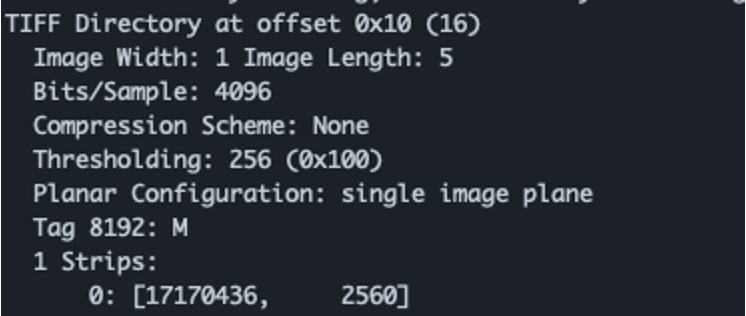 TIFF Directory at offset 0x10 (16)
Image Width: 1 Image Length: 5
Bits/Sample: 4096
Compression Scheme: None
Thresholding: 256 (0x100)
Planar Configuration: single image plane
Tag 8192: M
1 Strips:
0: [17170436, 2560]